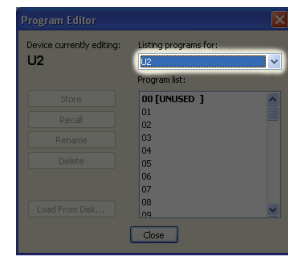 Program Editor
Device currently editing:
U2
Listing programs for:
U2
Program list:
Store
Recall
Rename
Delete
Load From Disk...
00 [UNUSED  ]
01
02
03
04
05
06
07
08
09
Close